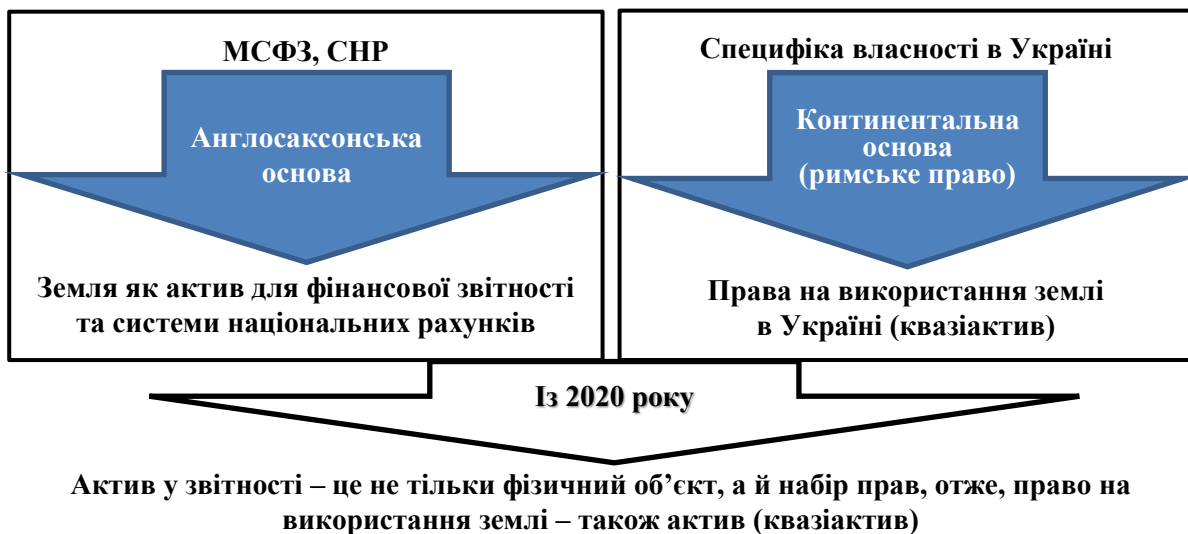 МСФЗ, СНР
Англосаксонська
основа
Земля як актив для фінансової звітності
та системи національних рахунків
Специфіка власності в Україні
Континентальна
основа
(римське право)
Права на використання землі
в Україні (квазіактив)
Із 2020 року
Актив у звітності – це не тільки фізичний об’єкт, а й набір прав, отже, право на
використання землі – також актив (квазіактив)